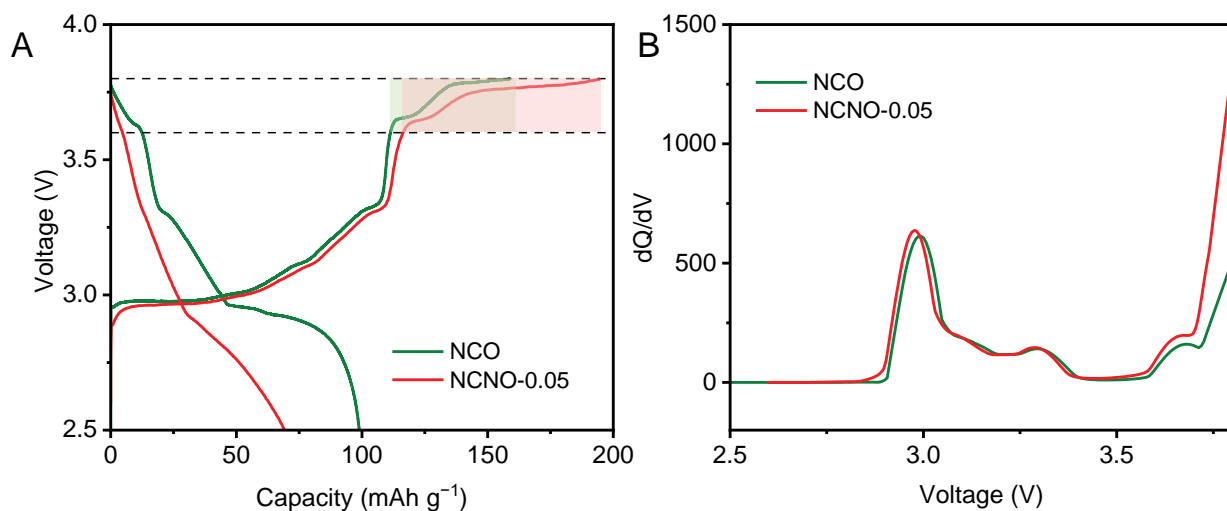 A
4.0
3.5
3.0
2.5
Voltage (V)
NCO
NCNO-0.05
0 50 100 150 200
Capacity (mAh g⁻¹)
B
1500
1000
500
0
dQ/dV
NCO
NCNO-0.05
2.5 3.0 3.5
Voltage (V)